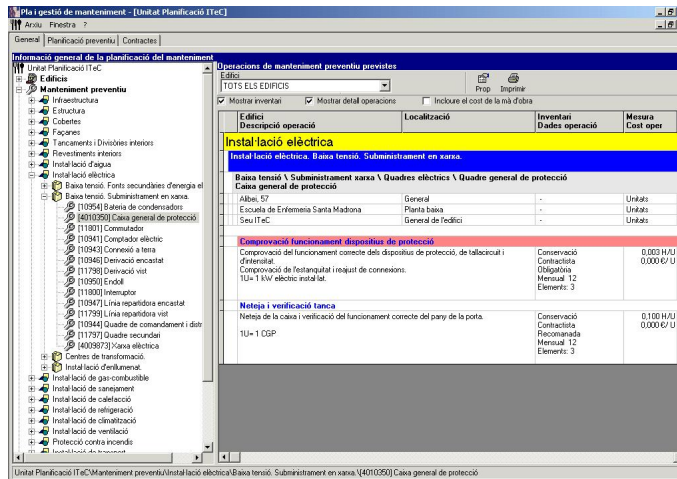 Pla i gestió de manteniment - [Unitat Planificació ITeC]
Arxiu Finestra ?
General Planificació preventiu Contractes
Informació general de la planificació del manteniment
Unitat Planificació ITeC
Edificis
Manteniment preventiu
Infraestructura
Estructura
Cobertes
Façanes
Tancaments i Divisòries interiors
Revestiments interiors
Instal·lació d'aigua
Instal·lació elèctrica
Baixa tensió. Fonts secundàries d'energia el
Baixa tensió. Subministrament en xarxa.
[10954] Bateria de condensadors
[4010350] Caixa general de protecció
[11801] Commutador
[10941] Comptador elèctric
[10943] Connexió a terra
[10946] Derivació encastat
[11798] Derivació vist
[10950] Endoll
[11800] Interruptor
[10947] Línia repartidora encastat
[11799] Línia repartidora vist
[10944] Quadre de comandament i distr
[11797] Quadre secundari
[4009873] Xarxa elèctrica
Centres de transformació.
Instal·lació d'enllumenat.
Instal·lació de gas-combustible
Instal·lació de sanejament
Instal·lació de calefacció
Instal·lació de refrigeració
Instal·lació de climatització
Instal·lació de ventilació
Protecció contra incendis
Instal·lació de transport
Operacions de manteniment preventiu previstes
Edifici
TOTS ELS EDIFICIS
Prop Imprimir
Mostrar inventari Mostrar detall operacions Incloure el cost de la mà d'obra
Edifici Localització Inventari Mesura
Descripció operació Dades operació Cost oper
Instal·lació elèctrica
Instal·lació elèctrica. Baixa tensió. Subministrament en xarxa.
Baixa tensió \ Subministrament xarxa \ Quadres elèctrics \ Quadre general de protecció
Caixa general de protecció
Alibei, 57 General - Unitats
Escuela de Enfermeria Santa Madrona Planta baixa - Unitats
Seu ITeC General de l'edifici - Unitats
Comprovació funcionament dispositius de protecció
Comprovació del funcionament correcte dels dispositius de protecció, de tallacircuit i Conservació 0,003 H/U
d'intensitat. Contractista 0,000 €/ U
Comprovació de l'estanquitat i reajust de connexions. Obligatòria
1U= 1 kW elèctric instal·lat. Mensual 12
Elements: 3
Neteja i verificació tanca
Neteja de la caixa i verificació del funcionament correcte del pany de la porta. Conservació 0,100 H/U
Contractista 0,000 €/ U
1U= 1 CGP Recomanada
Mensual 12
Elements: 3
Unitat Planificació ITeC\Manteniment preventiu\Instal·lació elèctrica\Baixa tensió. Subministrament en xarxa.\[4010350] Caixa general de protecció